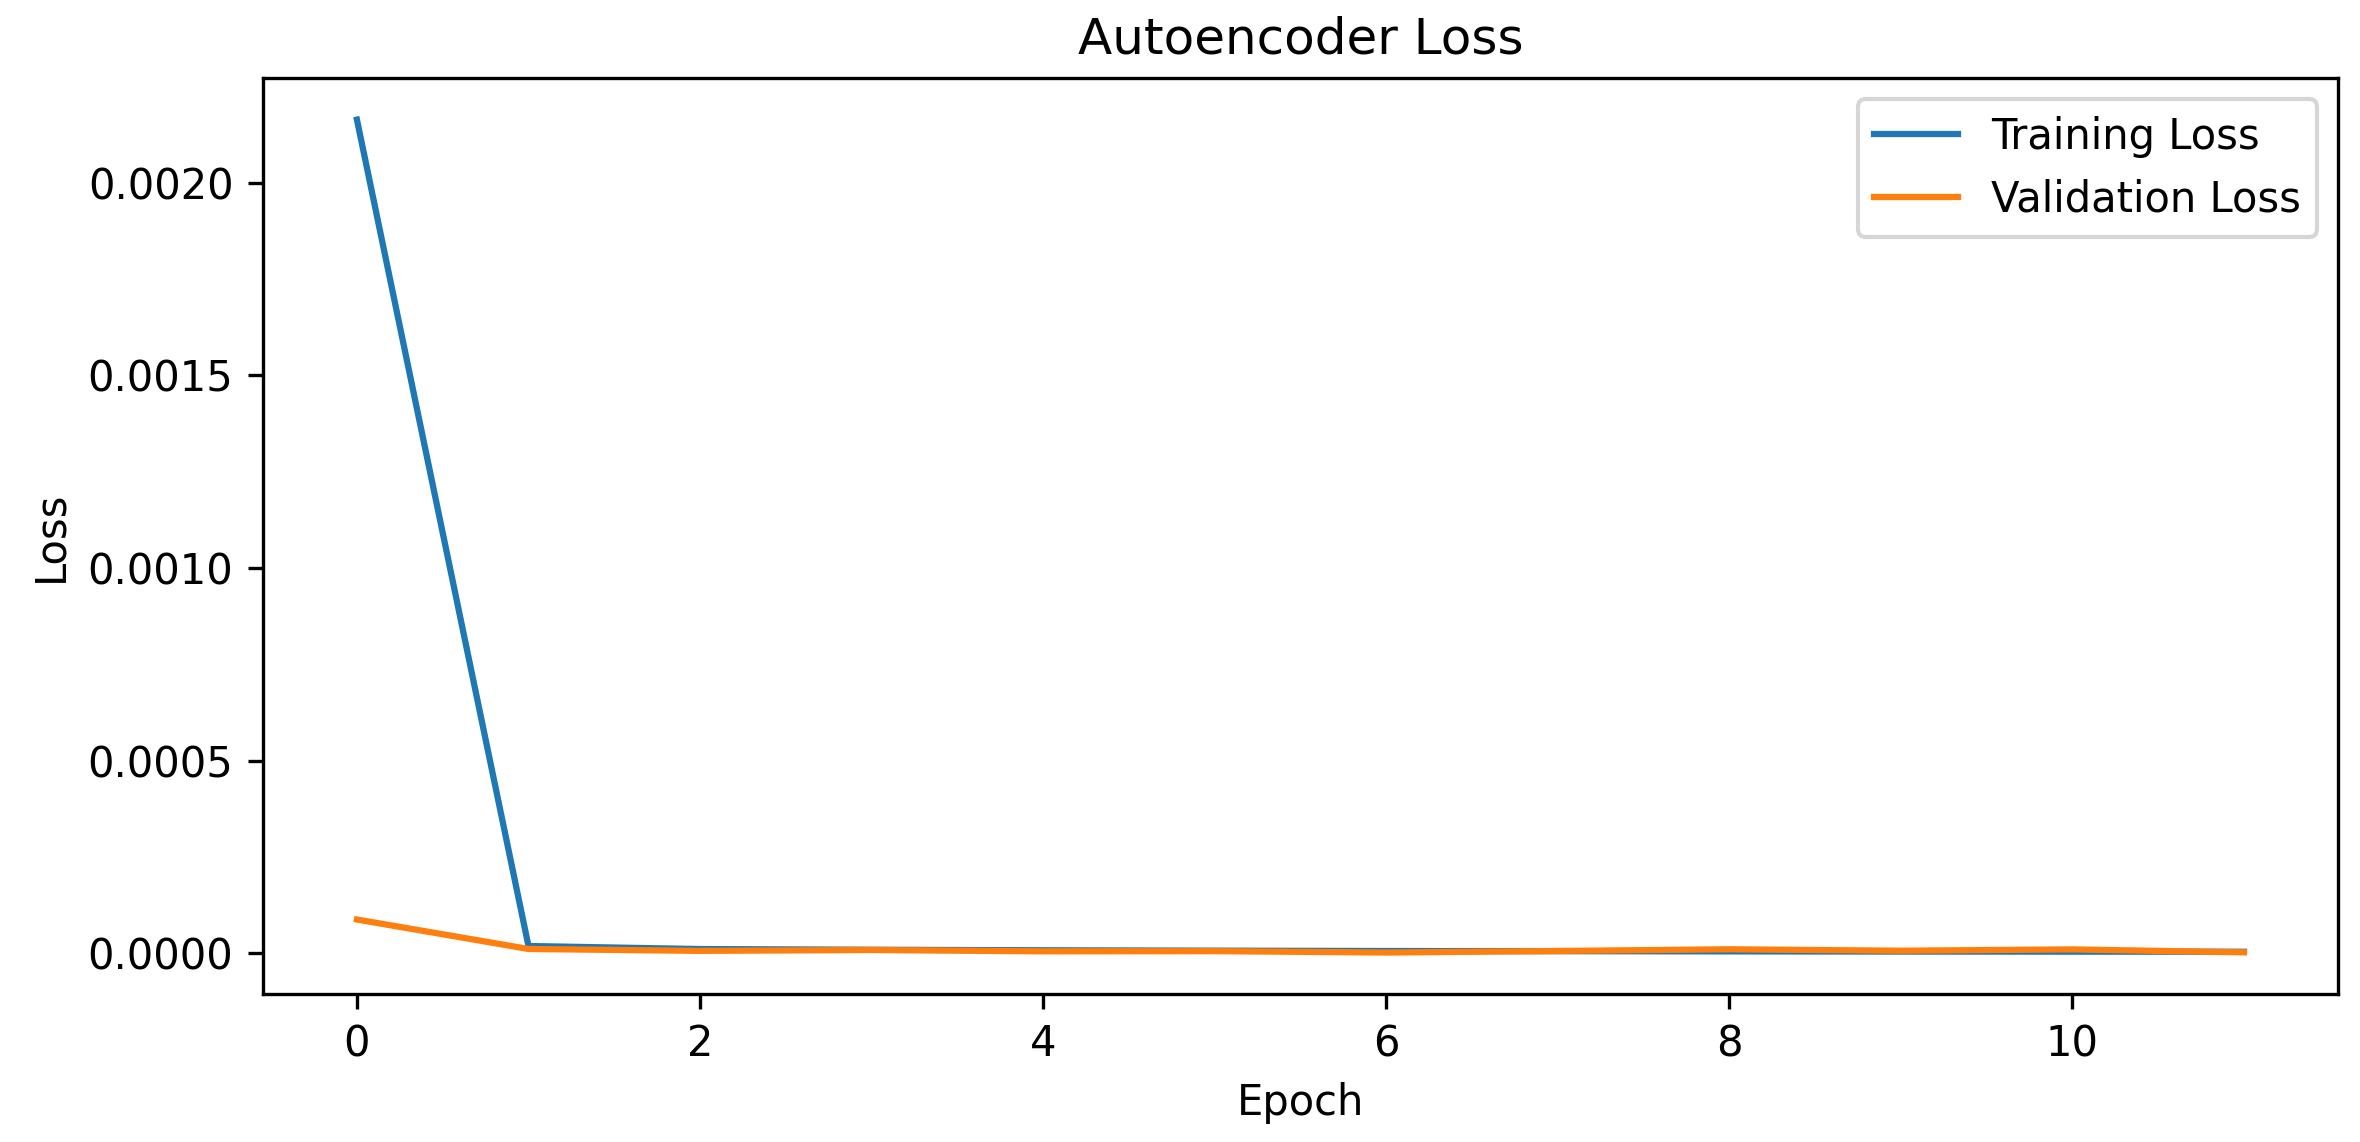 Autoencoder Loss
Training Loss
Validation Loss
0.0020
0.0015
0.0010
0.0005
0.0000
Loss
0 2 4 6 8 10
Epoch